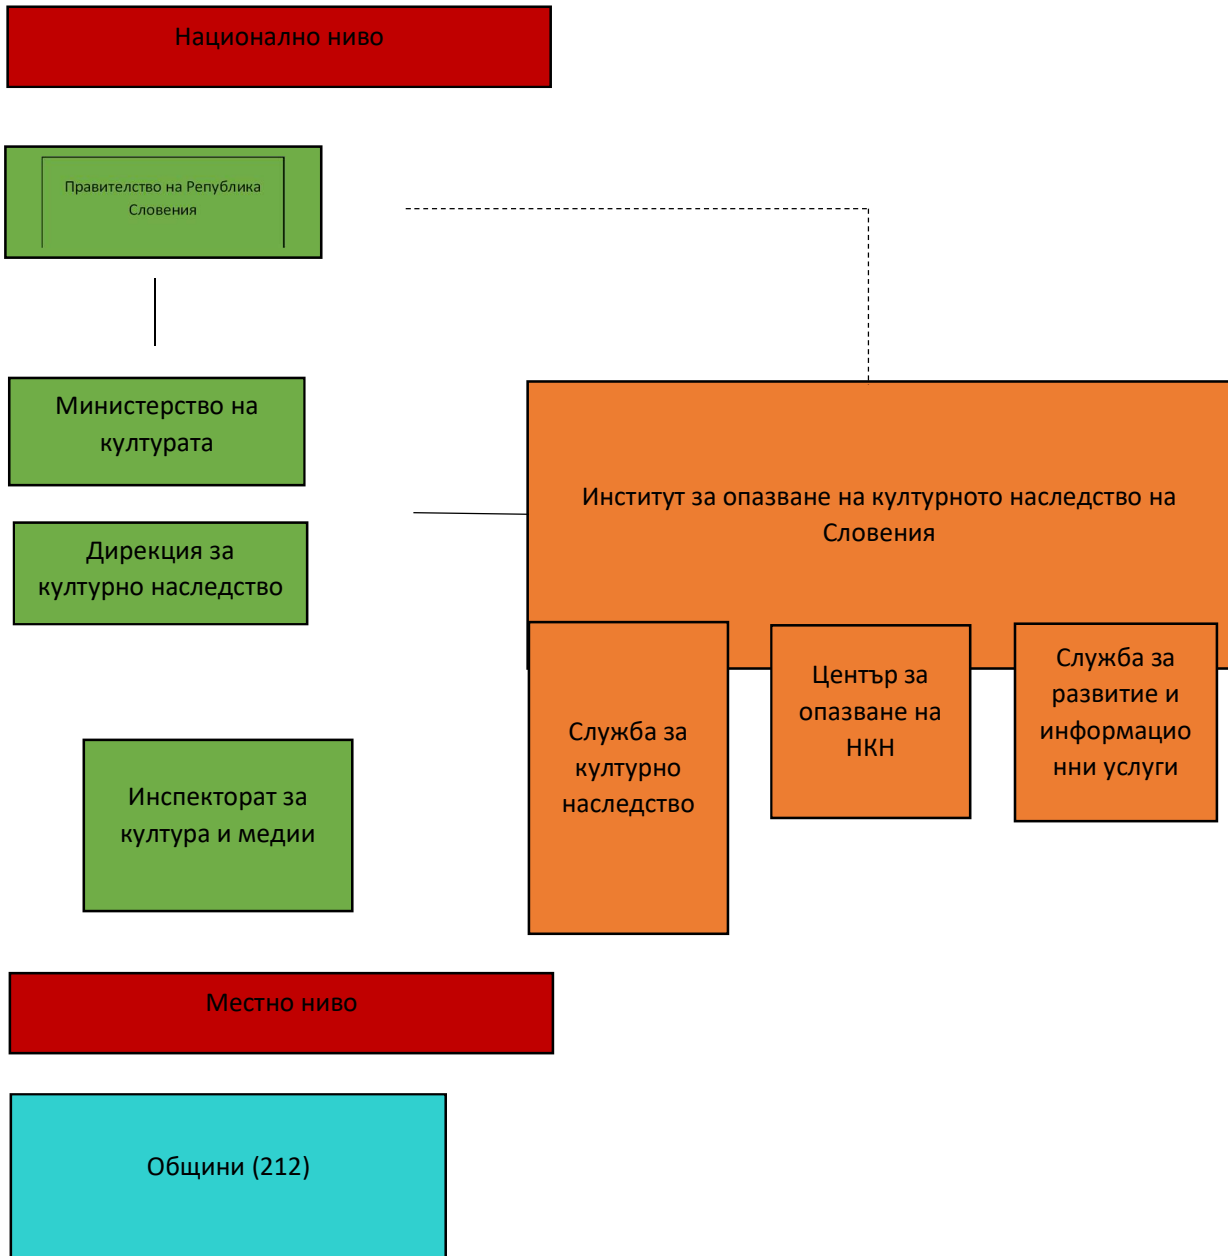 Национално ниво
Правителство на Република
Словения
Министерство на
културата
Дирекция за
културно наследство
Институт за опазване на културното наследство на
Словения
Служба за
културно
наследство
Център за
опазване на
НКН
Служба за
развитие и
информацио
нни услуги
Инспекторат за
култура и медии
Местно ниво
Общини (212)